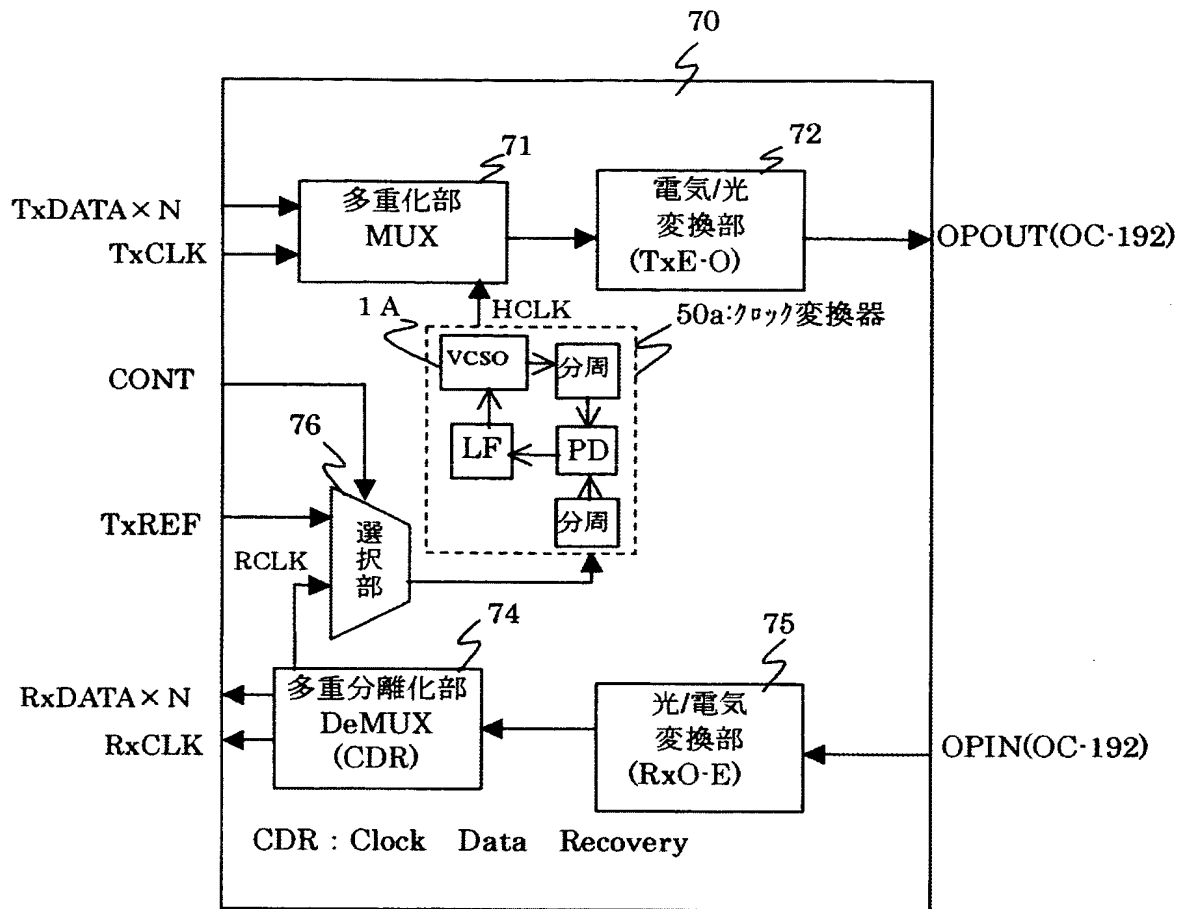 70
71
72
TxDATA×N
TxCLK
多重化部
MUX
電気/光
変換部
(TxE-O)
OPOUT(OC-192)
1A
HCLK
50a:クロック変換器
VCSO
分周
CONT
76
LF
PD
TxREF
分周
選択部
RCLK
74
75
RxDATA×N
RxCLK
多重分離化部
DeMUX
(CDR)
光/電気
変換部
(RxO-E)
OPIN(OC-192)
CDR : Clock Data Recovery